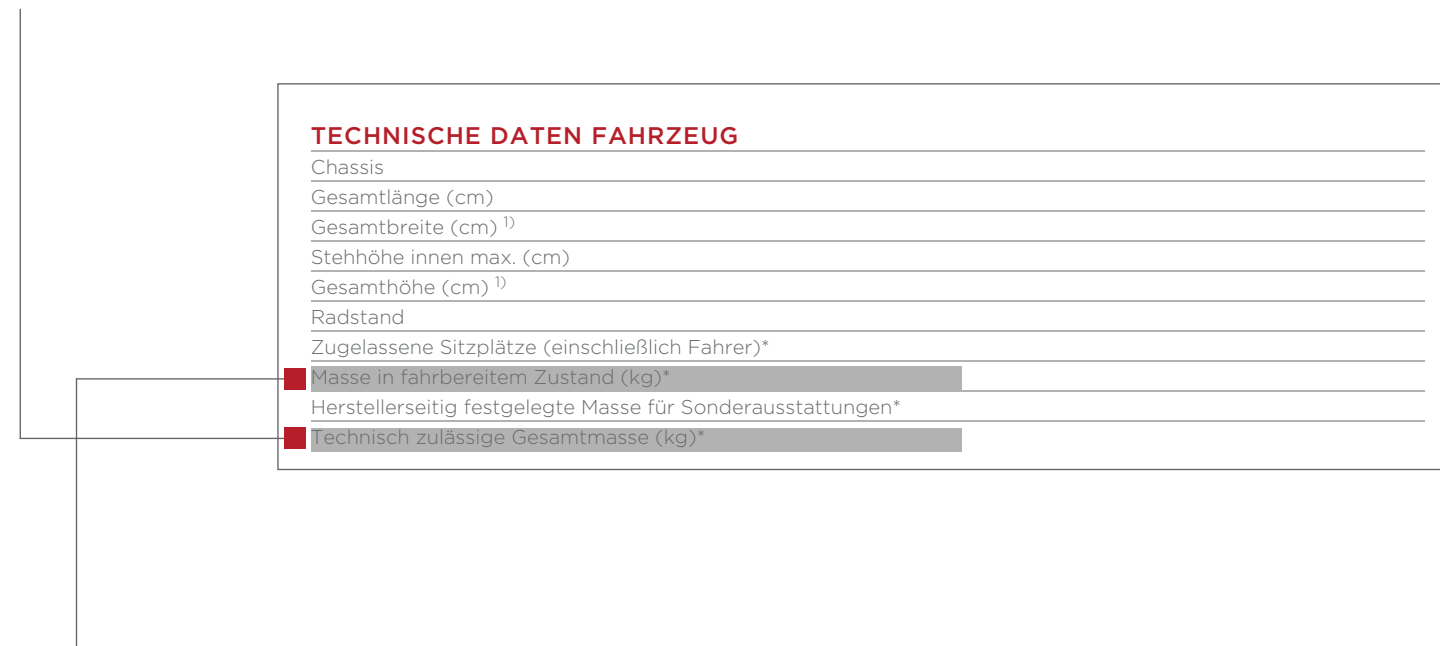 TECHNISCHE DATEN FAHRZEUG
Chassis
Gesamtlänge (cm)
Gesamtbreite (cm) 1)
Stehhöhe innen max. (cm)
Gesamthöhe (cm) 1)
Radstand
Zugelassene Sitzplätze (einschließlich Fahrer)*
Masse in fahrbereitem Zustand (kg)*
Herstellerseitig festgelegte Masse für Sonderausstattungen*
Technisch zulässige Gesamtmasse (kg)*